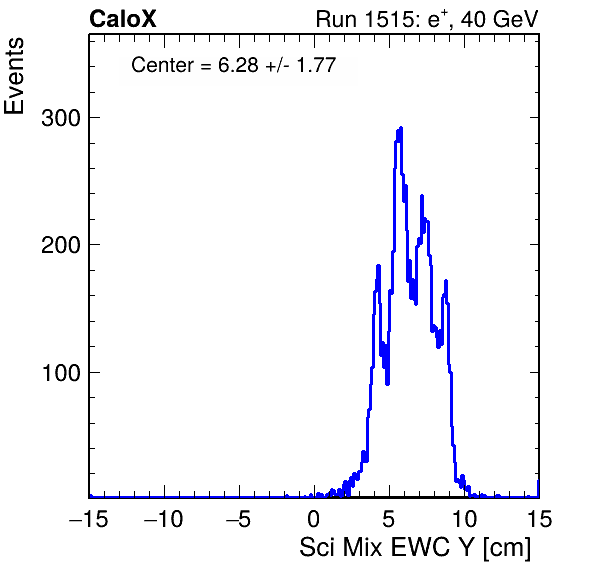 CaloX Run 1515: e⁺, 40 GeV
Center = 6.28 +/- 1.77
Events
300
200
100
−15 −10 −5 0 5 10 15
Sci Mix EWC Y [cm]